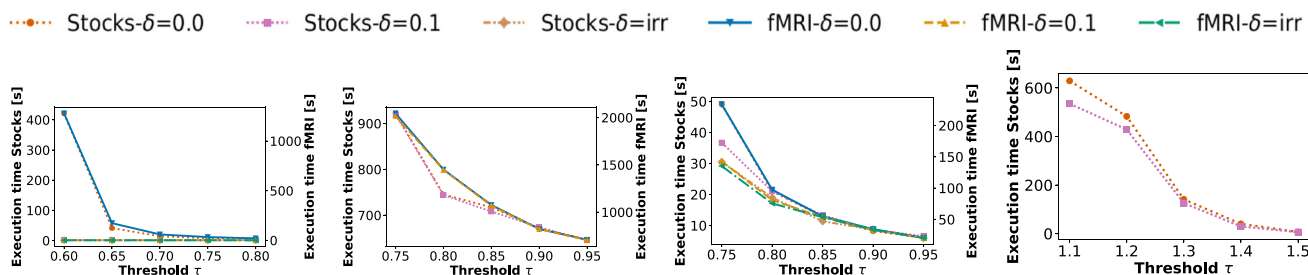 Stocks-δ=0.0 Stocks-δ=0.1 Stocks-δ=irr fMRI-δ=0.0 fMRI-δ=0.1 fMRI-δ=irr
Execution time Stocks [s]
400
300
200
100
0
0.60 0.65 0.70 0.75 0.80
Threshold τ
1000
500
0
Execution time fMRI [s]
Execution time Stocks [s]
900
800
700
0.75 0.80 0.85 0.90 0.95
Threshold τ
2000
1500
1000
Execution time fMRI [s]
Execution time Stocks [s]
50
40
30
20
10
0.75 0.80 0.85 0.90 0.95
Threshold τ
200
150
100
50
Execution time fMRI [s]
Execution time Stocks [s]
600
400
200
0
1.1 1.2 1.3 1.4 1.5
Threshold τ